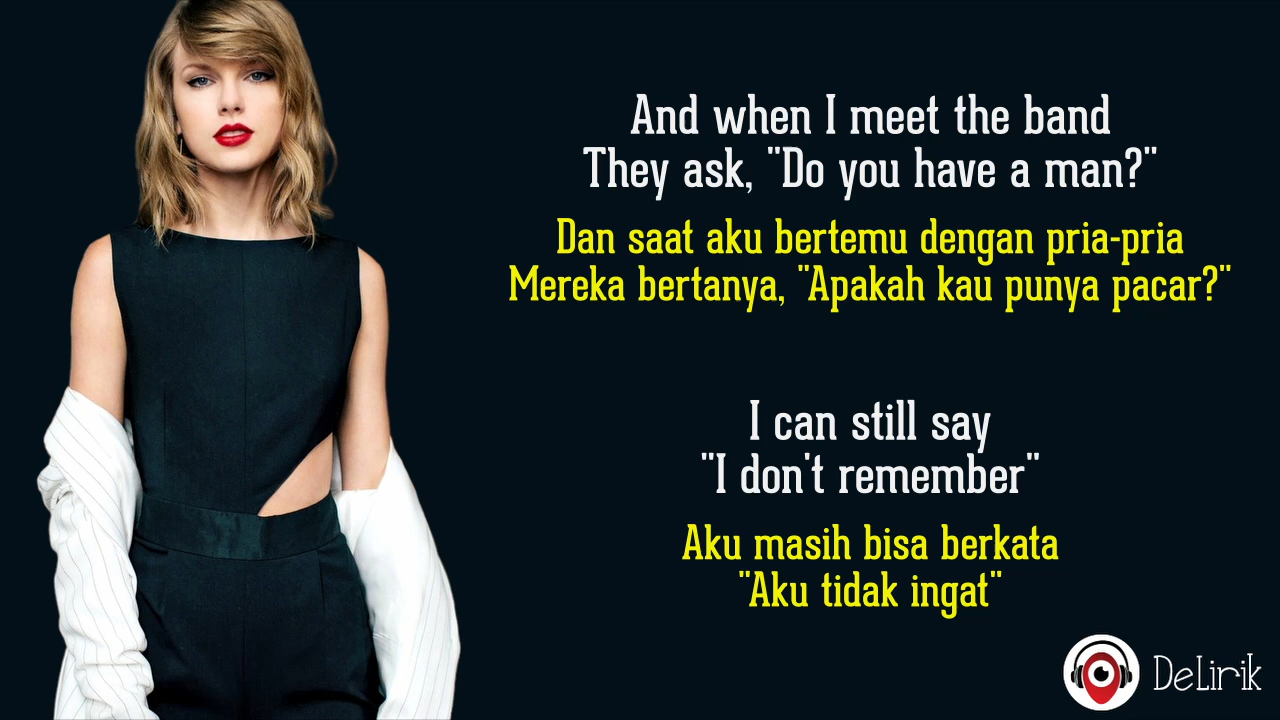 And when I meet the band
They ask, "Do you have a man?"
Dan saat aku bertemu dengan pria-pria
Mereka bertanya, "Apakah kau punya pacar?"
I can still say
"I don't remember"
Aku masih bisa berkata
"Aku tidak ingat"
DeLirik